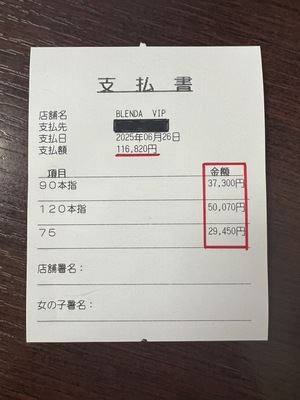 支払書
店舗名 BLENDA VIP
支払先
支払日 2025年06月26日
支払額 116,820円
項目 金額
90本指 37,300円
120本指 50,070円
75 29,450円
店舗署名：
女の子署名：